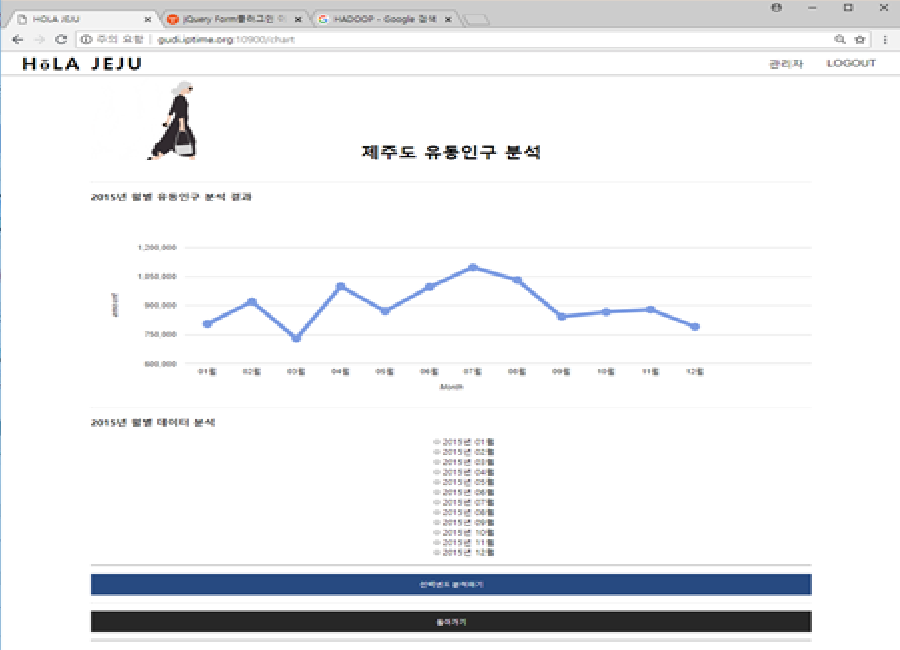 HOLA JEJU
jQuery Form플러그인 이
HADOOP - Google 검색
주의 요함 | gudi.iptime.org:10900/chart
HōLA JEJU
관리자 LOGOUT
제주도 유동인구 분석
2015년 월별 유동인구 분석 결과
1,200,000
1,050,000
900,000
750,000
600,000
amount
01월 02월 03월 04월 05월 06월 07월 08월 09월 10월 11월 12월
Month
2015년 월별 데이터 분석
2015년 01월
2015년 02월
2015년 03월
2015년 04월
2015년 05월
2015년 06월
2015년 07월
2015년 08월
2015년 09월
2015년 10월
2015년 11월
2015년 12월
분석하기
돌아가기